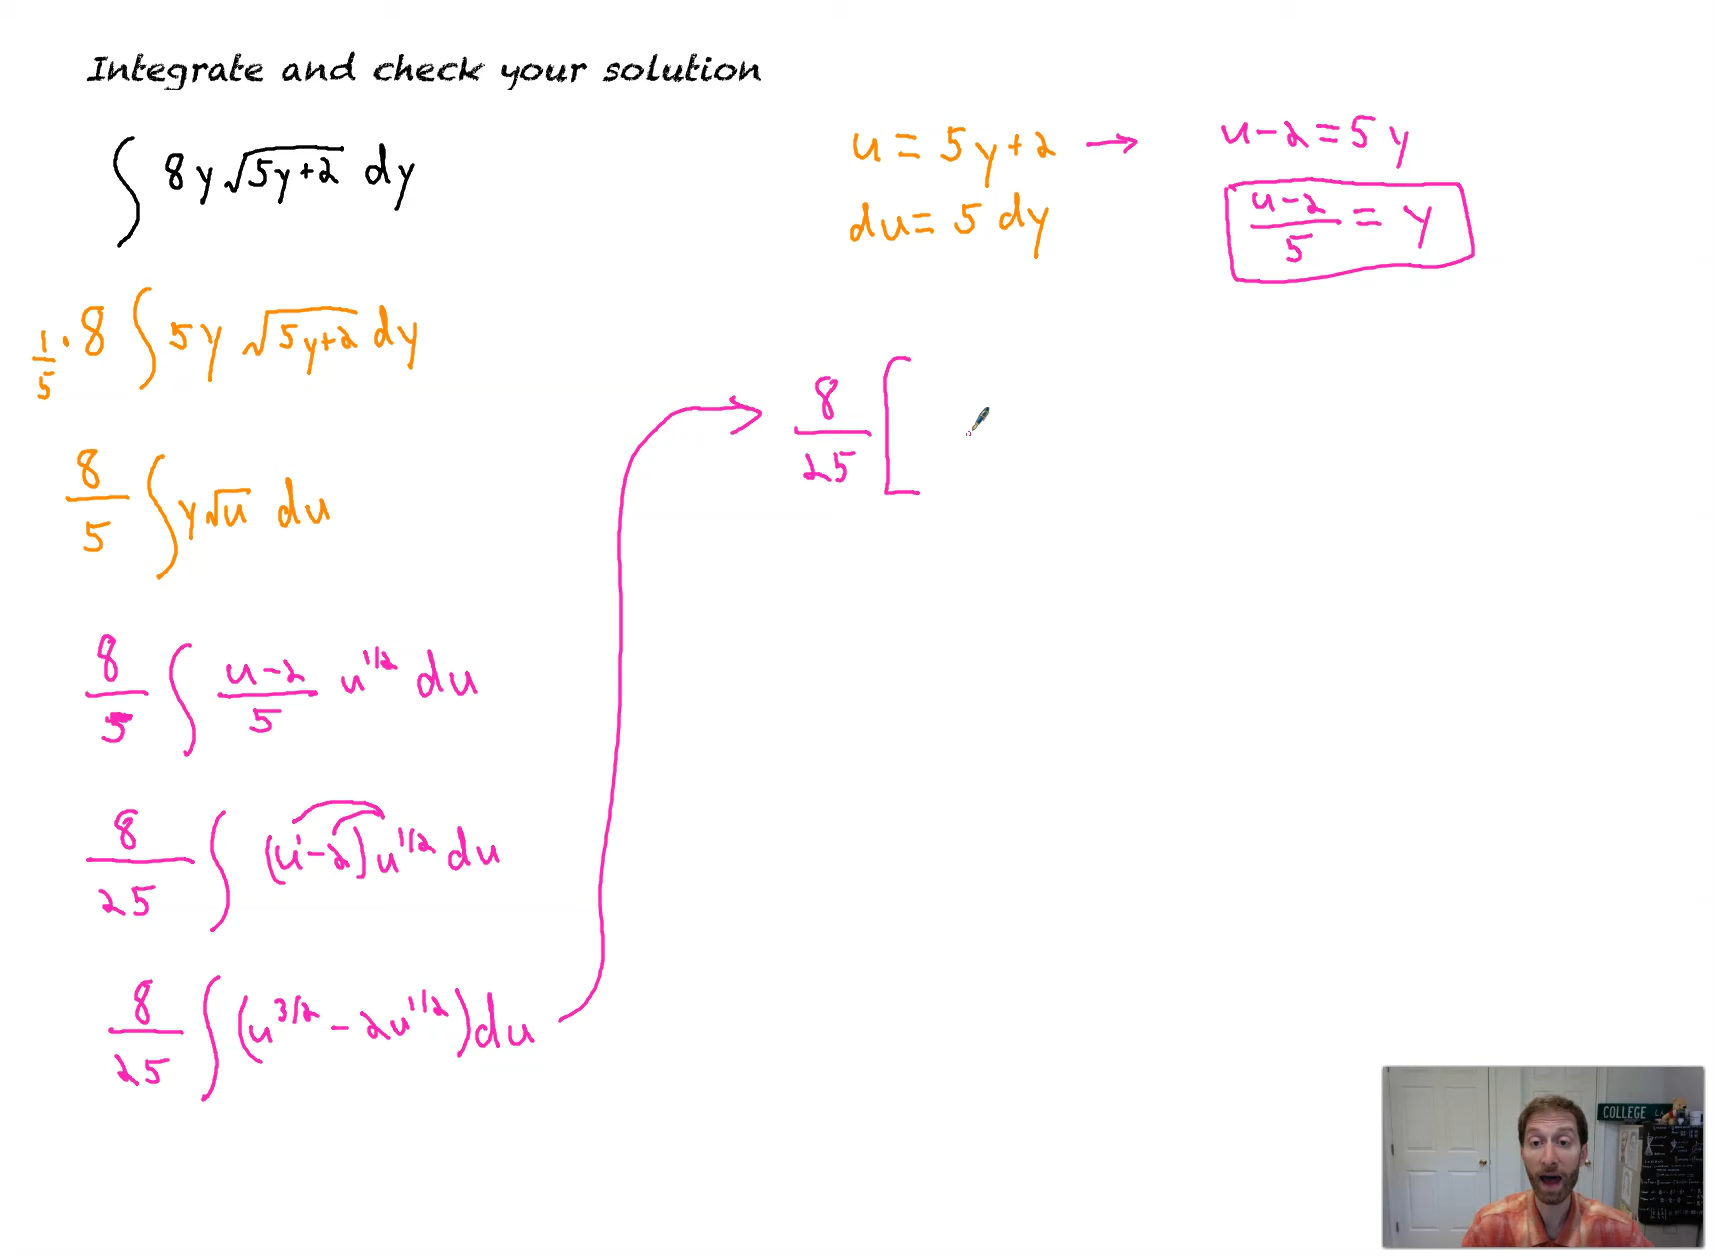 Integrate and check your solution
∫ 8y √(5y+2) dy
u = 5y+2 → u-2 = 5y
du = 5 dy
(u-2)/5 = y
1/5 · 8 ∫ 5y √(5y+2) dy
8/5 ∫ y√u du
8/5 ∫ (u-2)/5 u^(1/2) du
8/25 ∫ (u^1 - 2) u^(1/2) du
8/25 ∫ (u^(3/2) - 2u^(1/2)) du
8/25 [
COLLEGE